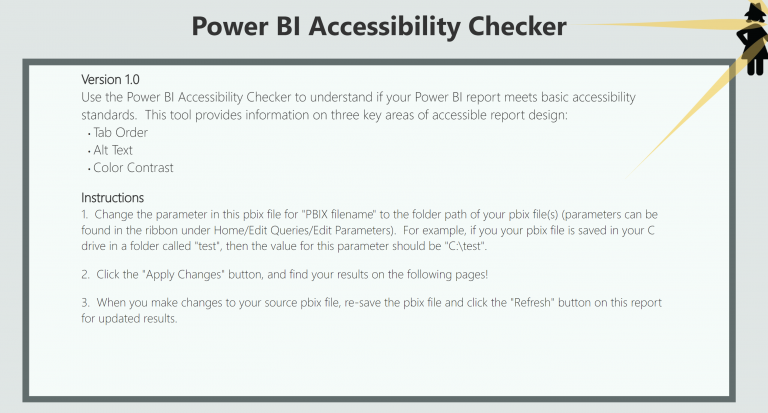 Power BI Accessibility Checker
Version 1.0
Use the Power BI Accessibility Checker to understand if your Power BI report meets basic accessibility
standards.  This tool provides information on three key areas of accessible report design:
• Tab Order
• Alt Text
• Color Contrast
Instructions
1.  Change the parameter in this pbix file for "PBIX filename" to the folder path of your pbix file(s) (parameters can be
found in the ribbon under Home/Edit Queries/Edit Parameters).  For example, if you your pbix file is saved in your C
drive in a folder called "test", then the value for this parameter should be "C:\test".
2.  Click the "Apply Changes" button, and find your results on the following pages!
3.  When you make changes to your source pbix file, re-save the pbix file and click the "Refresh" button on this report
for updated results.